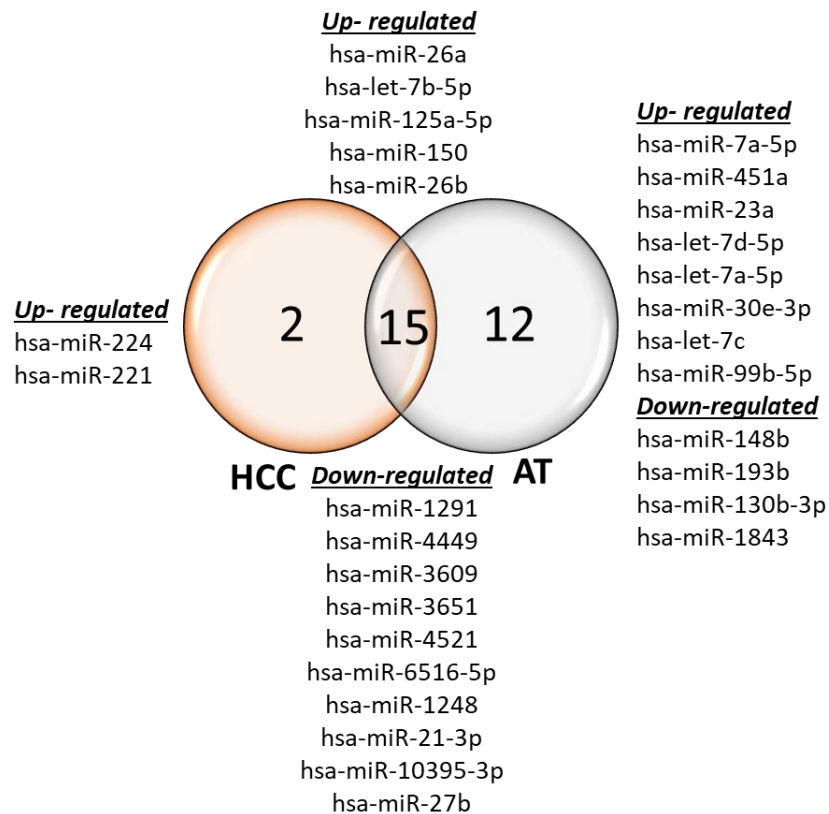 Up- regulated
hsa-miR-26a
hsa-let-7b-5p
hsa-miR-125a-5p
hsa-miR-150
hsa-miR-26b
Up- regulated
hsa-miR-224
hsa-miR-221
2
15
12
HCC
AT
Up- regulated
hsa-miR-7a-5p
hsa-miR-451a
hsa-miR-23a
hsa-let-7d-5p
hsa-let-7a-5p
hsa-miR-30e-3p
hsa-let-7c
hsa-miR-99b-5p
Down-regulated
hsa-miR-148b
hsa-miR-193b
hsa-miR-130b-3p
hsa-miR-1843
Down-regulated
hsa-miR-1291
hsa-miR-4449
hsa-miR-3609
hsa-miR-3651
hsa-miR-4521
hsa-miR-6516-5p
hsa-miR-1248
hsa-miR-21-3p
hsa-miR-10395-3p
hsa-miR-27b